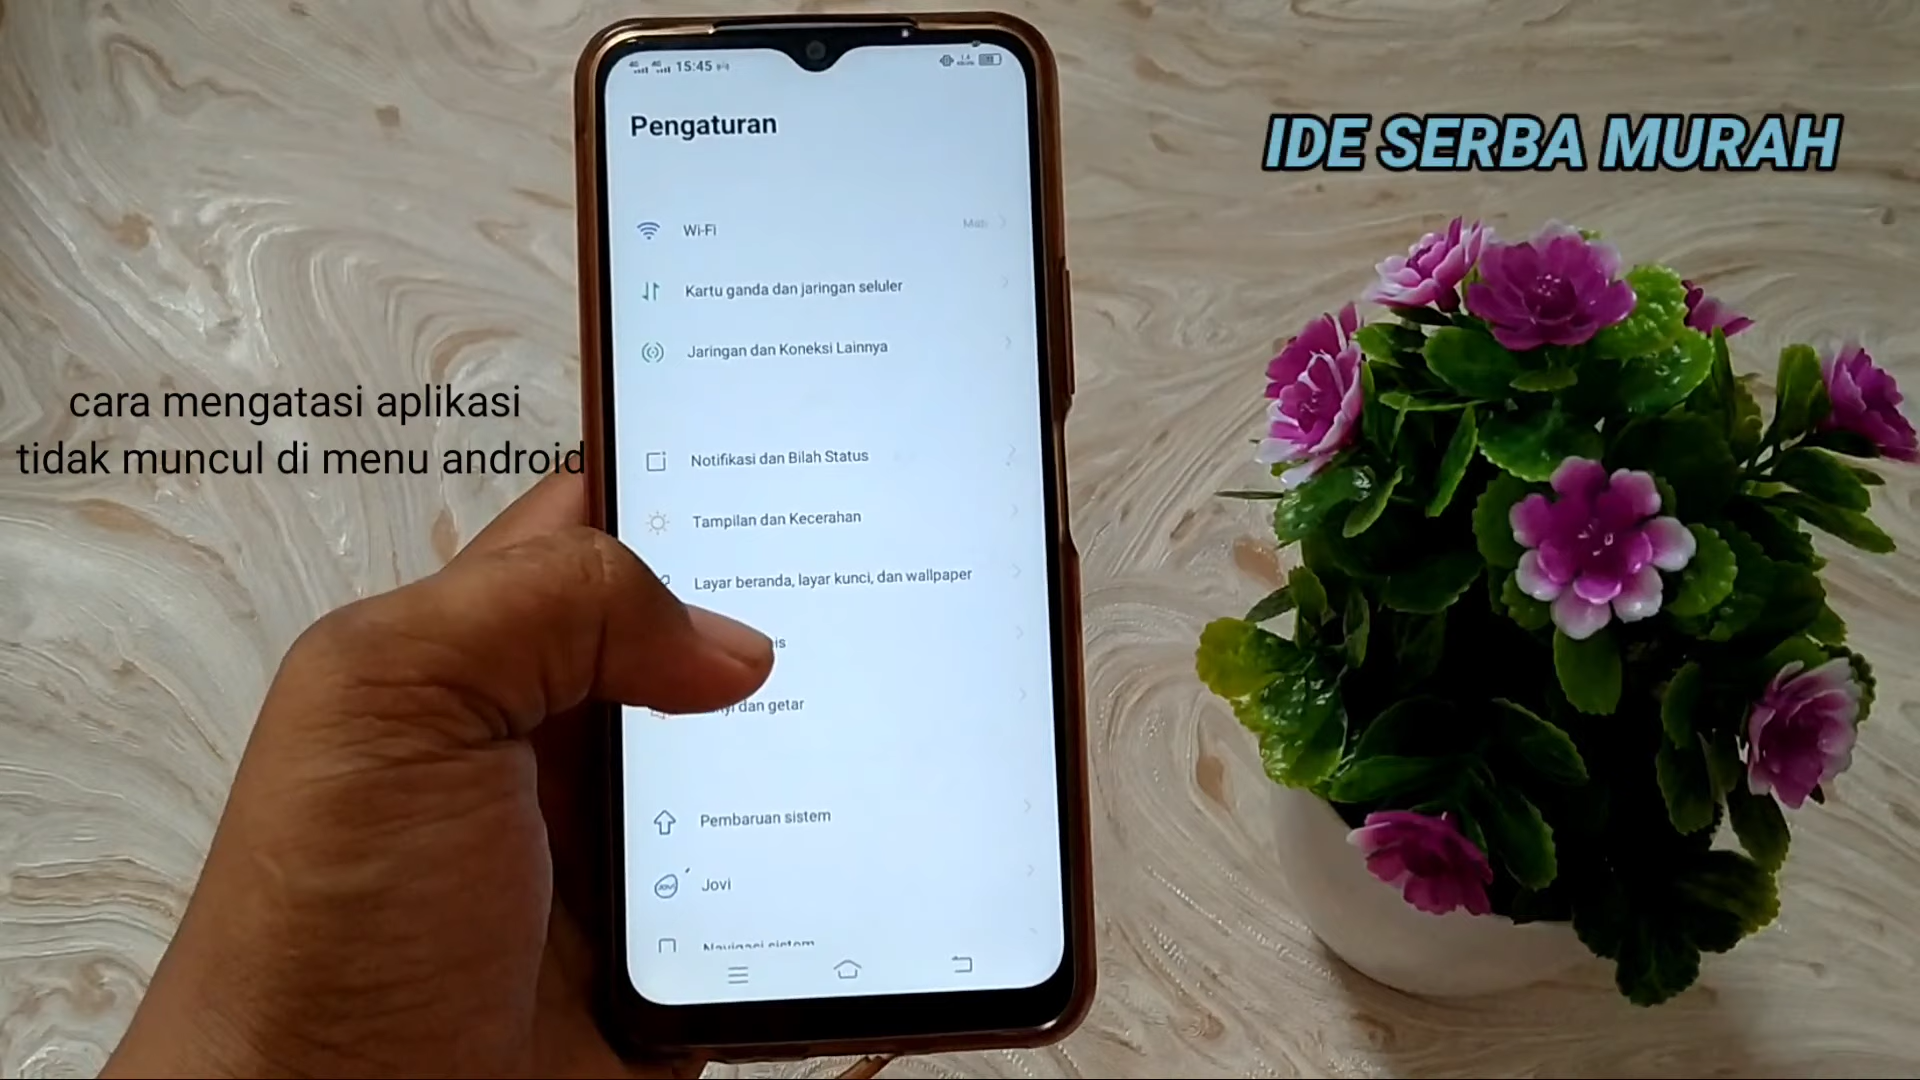 15:45
Pengaturan
IDE SERBA MURAH
Wi-Fi
Kartu ganda dan jaringan seluler
Jaringan dan Koneksi Lainnya
cara mengatasi aplikasi
tidak muncul di menu android
Notifikasi dan Bilah Status
Tampilan dan Kecerahan
Layar beranda, layar kunci, dan wallpaper
dan getar
Pembaruan sistem
Jovi